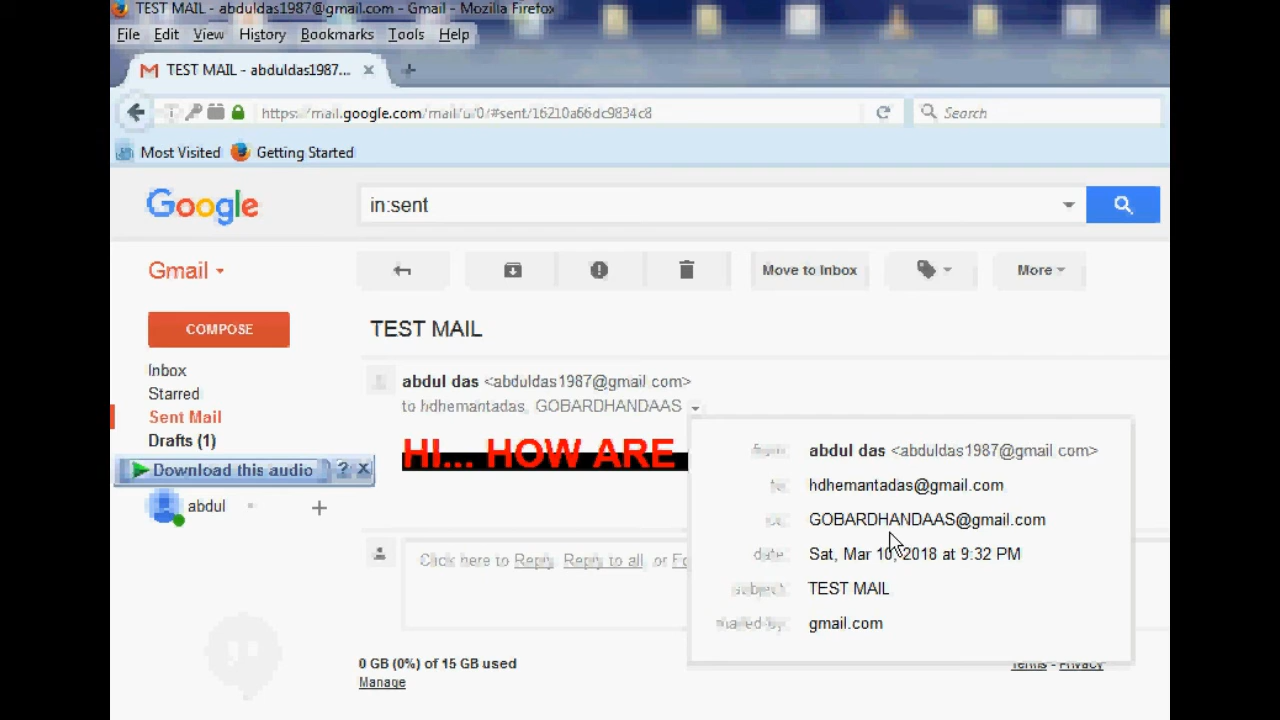 TEST MAIL - abduldas1987@gmail.com - Gmail - Mozilla Firefox
File Edit View History Bookmarks Tools Help
TEST MAIL - abduldas1987...
https://mail.google.com/mail/u/0/#sent/16210a66dc9834c8
Search
Most Visited Getting Started
Google
in:sent
Gmail
Move to Inbox
More
COMPOSE
TEST MAIL
Inbox
Starred
Sent Mail
Drafts (1)
Download this audio ? X
abdul
abdul das <abduldas1987@gmail com>
to hdhemantadas, GOBARDHANDAAS
HI... HOW ARE
abdul das <abduldas1987@gmail com>
hdhemantadas@gmail.com
GOBARDHANDAAS@gmail.com
date: Sat, Mar 10, 2018 at 9:32 PM
subject: TEST MAIL
gmail.com
Click here to Reply, Reply to all, or Fo
0 GB (0%) of 15 GB used
Manage
Terms - Privacy